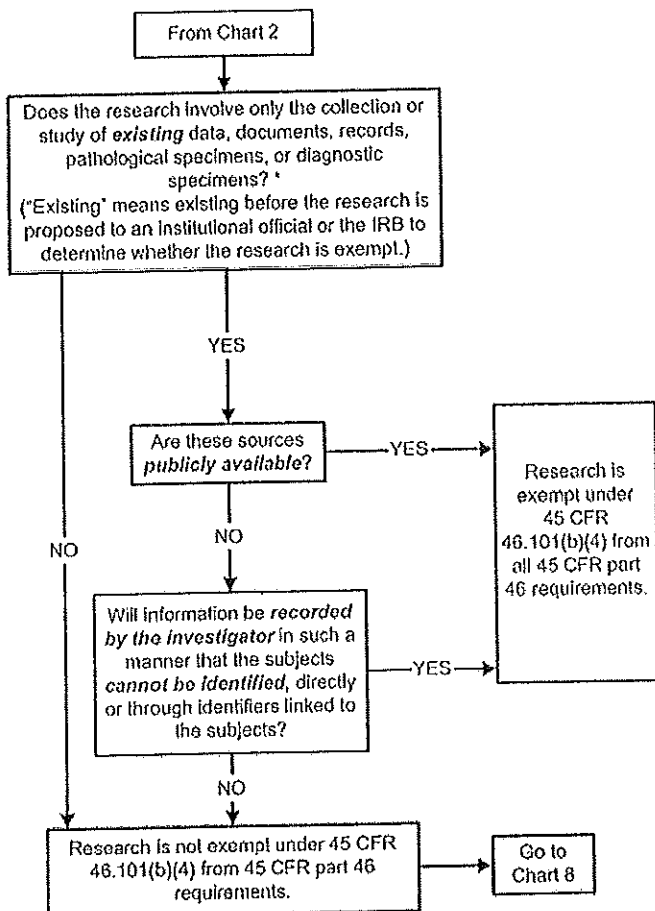 From Chart 2
Does the research involve only the collection or
study of existing data, documents, records,
pathological specimens, or diagnostic
specimens? *
("Existing" means existing before the research is
proposed to an institutional official or the IRB to
determine whether the research is exempt.)
YES
Are these sources
publicly available?
YES
Research is
exempt under
45 CFR
46.101(b)(4) from
all 45 CFR part
46 requirements.
NO
NO
Will information be recorded
by the investigator in such a
manner that the subjects
cannot be identified, directly
or through identifiers linked to
the subjects?
YES
NO
Research is not exempt under 45 CFR
46.101(b)(4) from 45 CFR part 46
requirements.
Go to
Chart 8